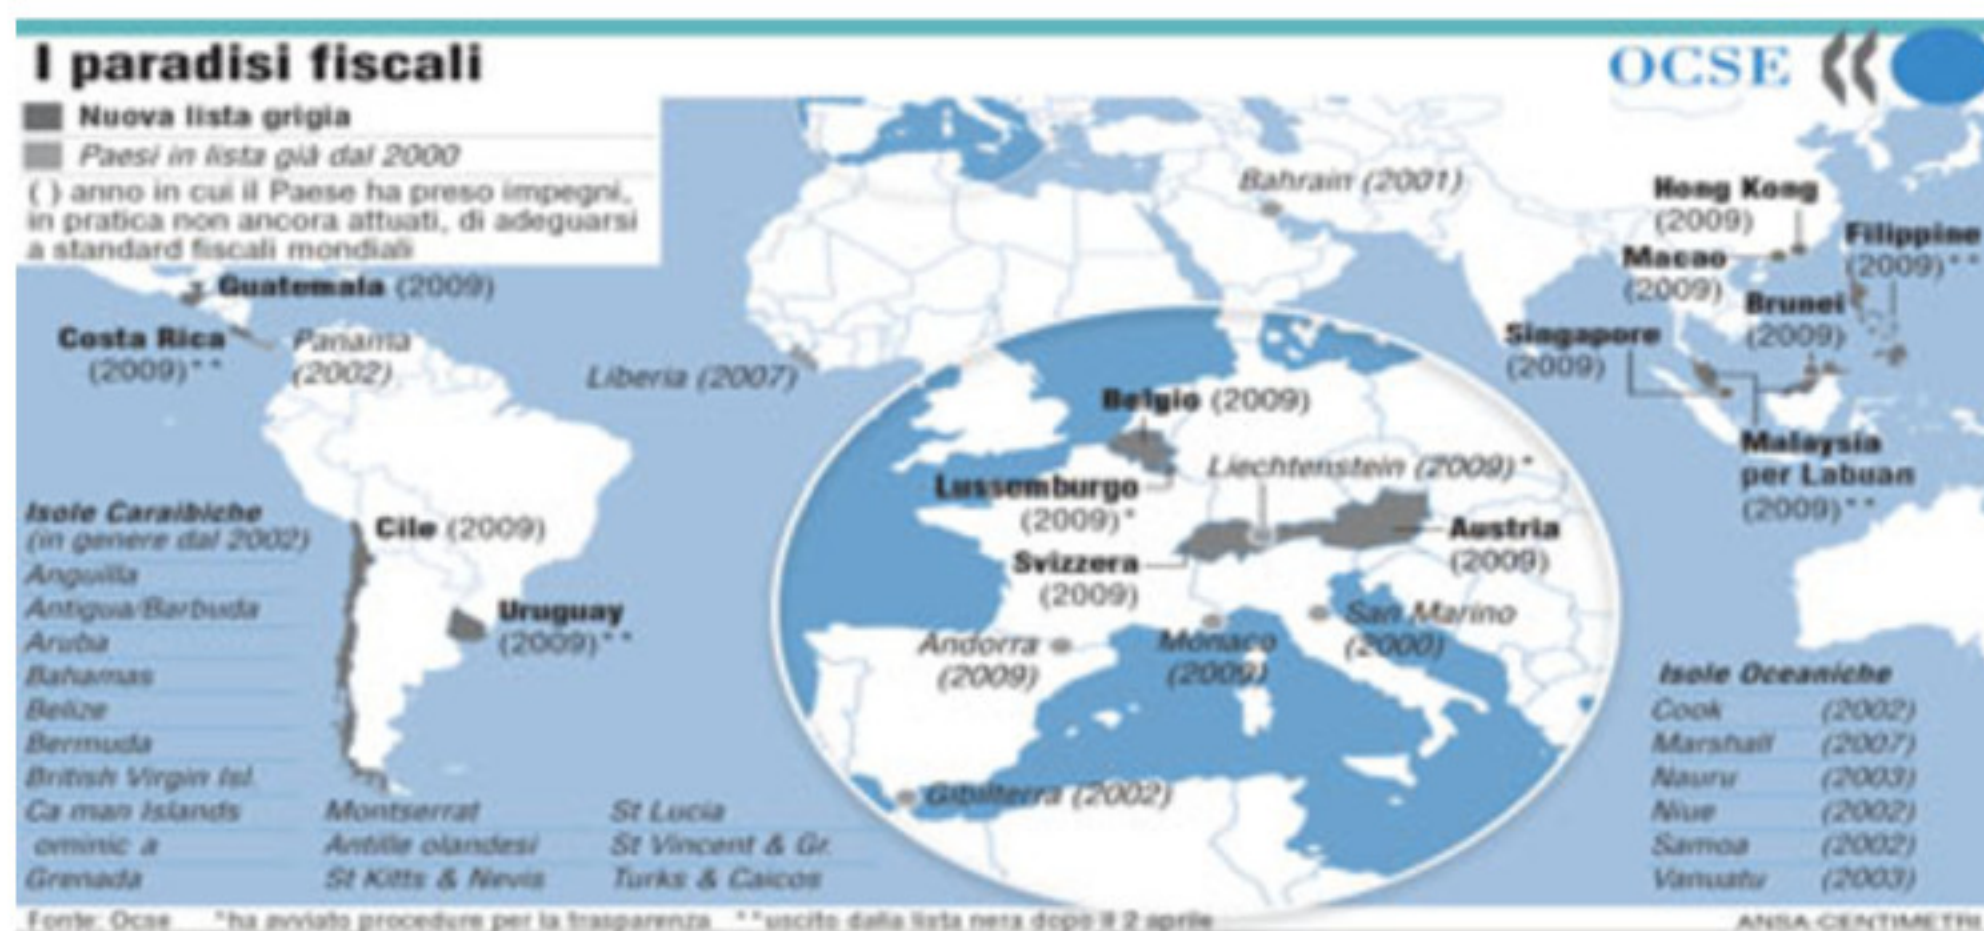 I paradisi fiscali
OCSE
Nuova lista grigia
Paesi in lista già dal 2000
( ) anno in cui il Paese ha preso impegni,
in pratica non ancora attuati, di adeguarsi
a standard fiscali mondiali
Guatemala (2009)
Costa Rica
(2009)**
Panama
(2002)
Liberia (2007)
Bahrain (2001)
Hong Kong
(2009)
Macao
(2009)
Filippine
(2009)**
Brunei
(2009)
Singapore
(2009)
Malaysia
per Labuan
(2009)**
Belgio (2009)
Liechtenstein (2009)*
Lussemburgo
(2009)*
Austria
(2009)
Svizzera
(2009)
Andorra
(2009)
Monaco
(2009)
San Marino
(2000)
Gibilterra (2002)
Cile (2009)
Uruguay
(2009)**
Isole Caraibiche
(in genere dal 2002)
Anguilla
Antigua/Barbuda
Aruba
Bahamas
Belize
Bermuda
British Virgin Isl.
Ca man Islands
ominic a
Grenada
Montserrat
Antille olandesi
St Kitts & Nevis
St Lucia
St Vincent & Gr.
Turks & Caicos
Isole Oceaniche
Cook (2002)
Marshall (2007)
Nauru (2003)
Niue (2002)
Samoa (2002)
Vanuatu (2003)
Fonte: Ocse *ha avviato procedure per la trasparenza **uscito dalla lista nera dopo il 2 aprile
ANSA-CENTIMETRI